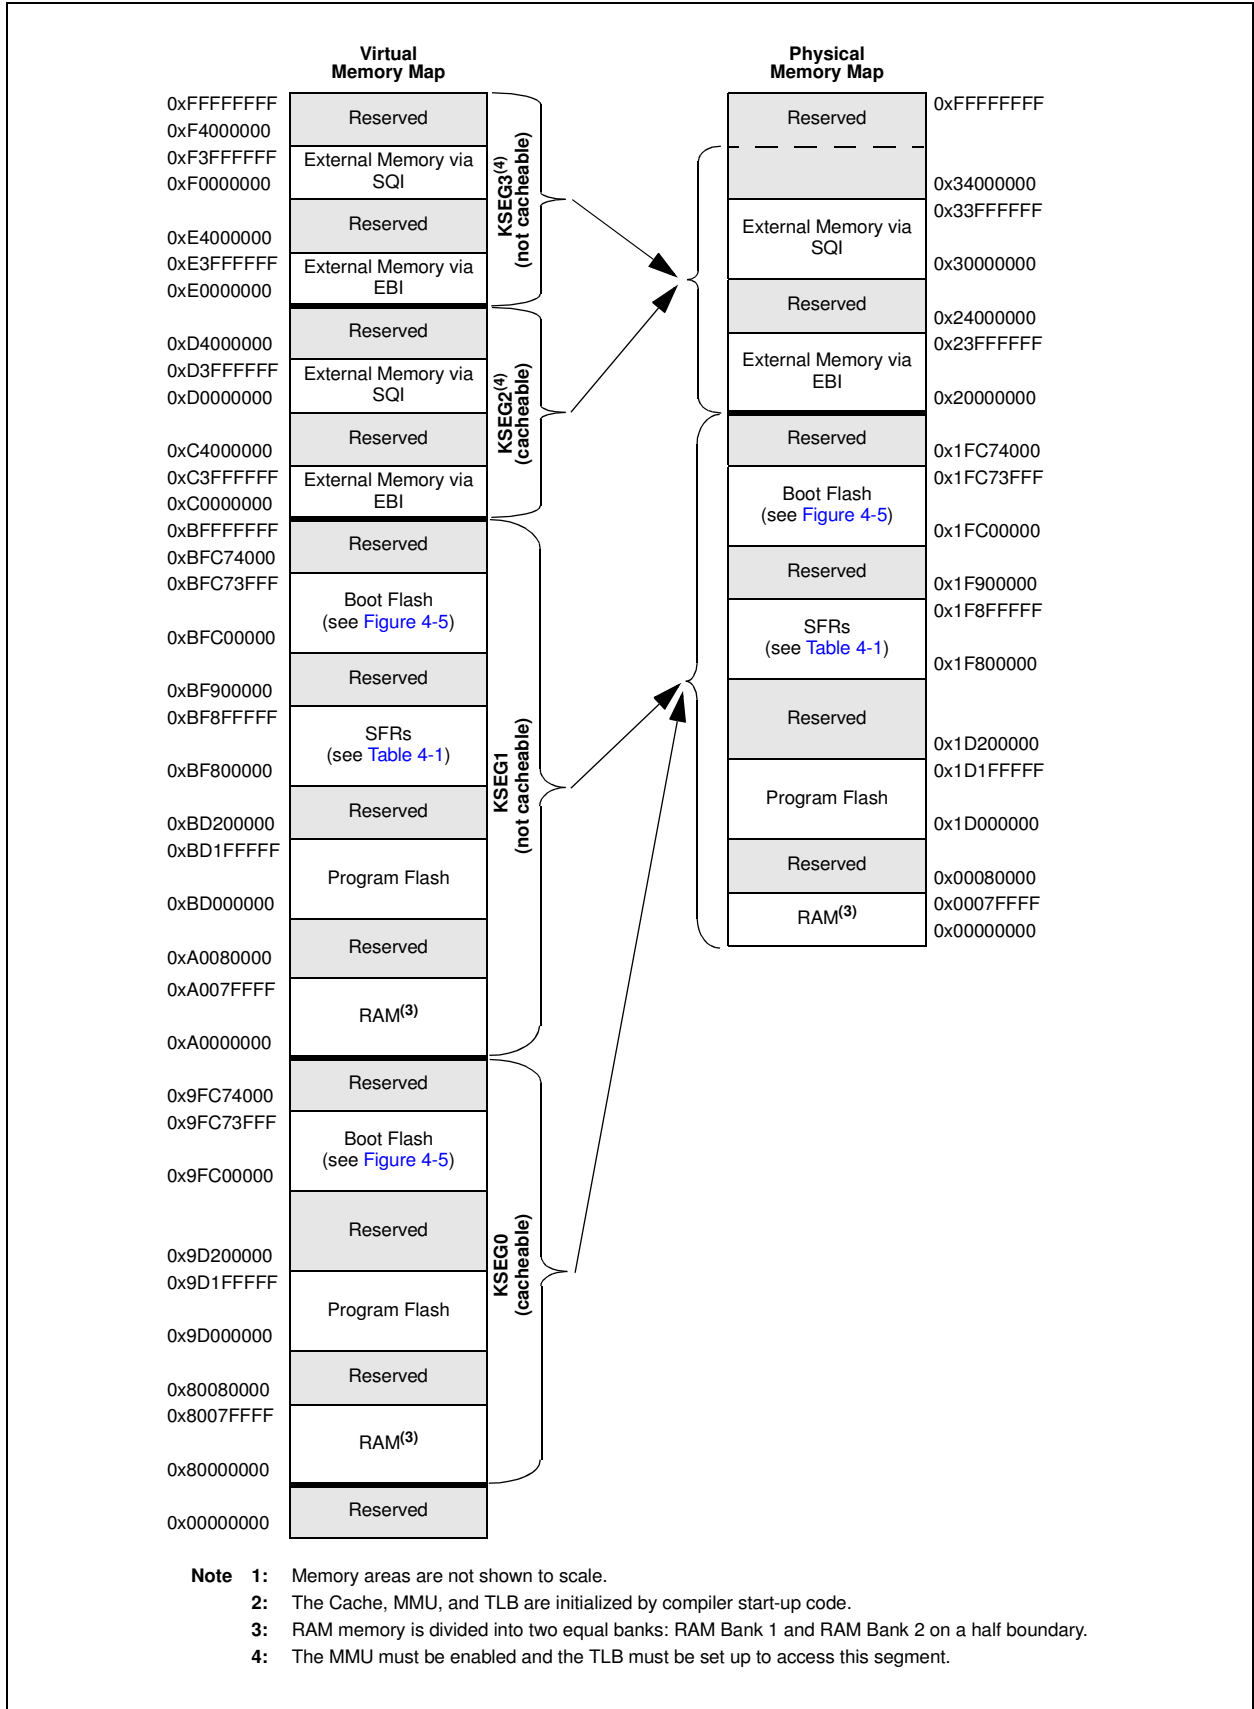 Virtual
Memory Map
Physical
Memory Map
0xFFFFFFFF
Reserved
0xF4000000
0xF3FFFFFF
External Memory via
SQI
0xF0000000
Reserved
0xE4000000
0xE3FFFFFF
External Memory via
EBI
0xE0000000
KSEG3(4)
(not cacheable)
Reserved
0xD4000000
0xD3FFFFFF
External Memory via
SQI
0xD0000000
Reserved
0xC4000000
0xC3FFFFFF
External Memory via
EBI
0xC0000000
KSEG2(4)
(cacheable)
0xBFFFFFFF
Reserved
0xBFC74000
0xBFC73FFF
Boot Flash
(see Figure 4-5)
0xBFC00000
Reserved
0xBF900000
0xBF8FFFFF
SFRs
(see Table 4-1)
0xBF800000
Reserved
0xBD200000
0xBD1FFFFF
Program Flash
0xBD000000
Reserved
0xA0080000
0xA007FFFF
RAM(3)
0xA0000000
KSEG1
(not cacheable)
Reserved
0x9FC74000
0x9FC73FFF
Boot Flash
(see Figure 4-5)
0x9FC00000
Reserved
0x9D200000
0x9D1FFFFF
Program Flash
0x9D000000
Reserved
0x80080000
0x8007FFFF
RAM(3)
0x80000000
KSEG0
(cacheable)
Reserved
0x00000000
Reserved
0xFFFFFFFF
0x34000000
0x33FFFFFF
External Memory via
SQI
0x30000000
Reserved
0x24000000
0x23FFFFFF
External Memory via
EBI
0x20000000
Reserved
0x1FC74000
0x1FC73FFF
Boot Flash
(see Figure 4-5)
0x1FC00000
Reserved
0x1F900000
0x1F8FFFFF
SFRs
(see Table 4-1)
0x1F800000
Reserved
0x1D200000
0x1D1FFFFF
Program Flash
0x1D000000
Reserved
0x00080000
0x0007FFFF
RAM(3)
0x00000000
Note 1: Memory areas are not shown to scale.
2: The Cache, MMU, and TLB are initialized by compiler start-up code.
3: RAM memory is divided into two equal banks: RAM Bank 1 and RAM Bank 2 on a half boundary.
4: The MMU must be enabled and the TLB must be set up to access this segment.